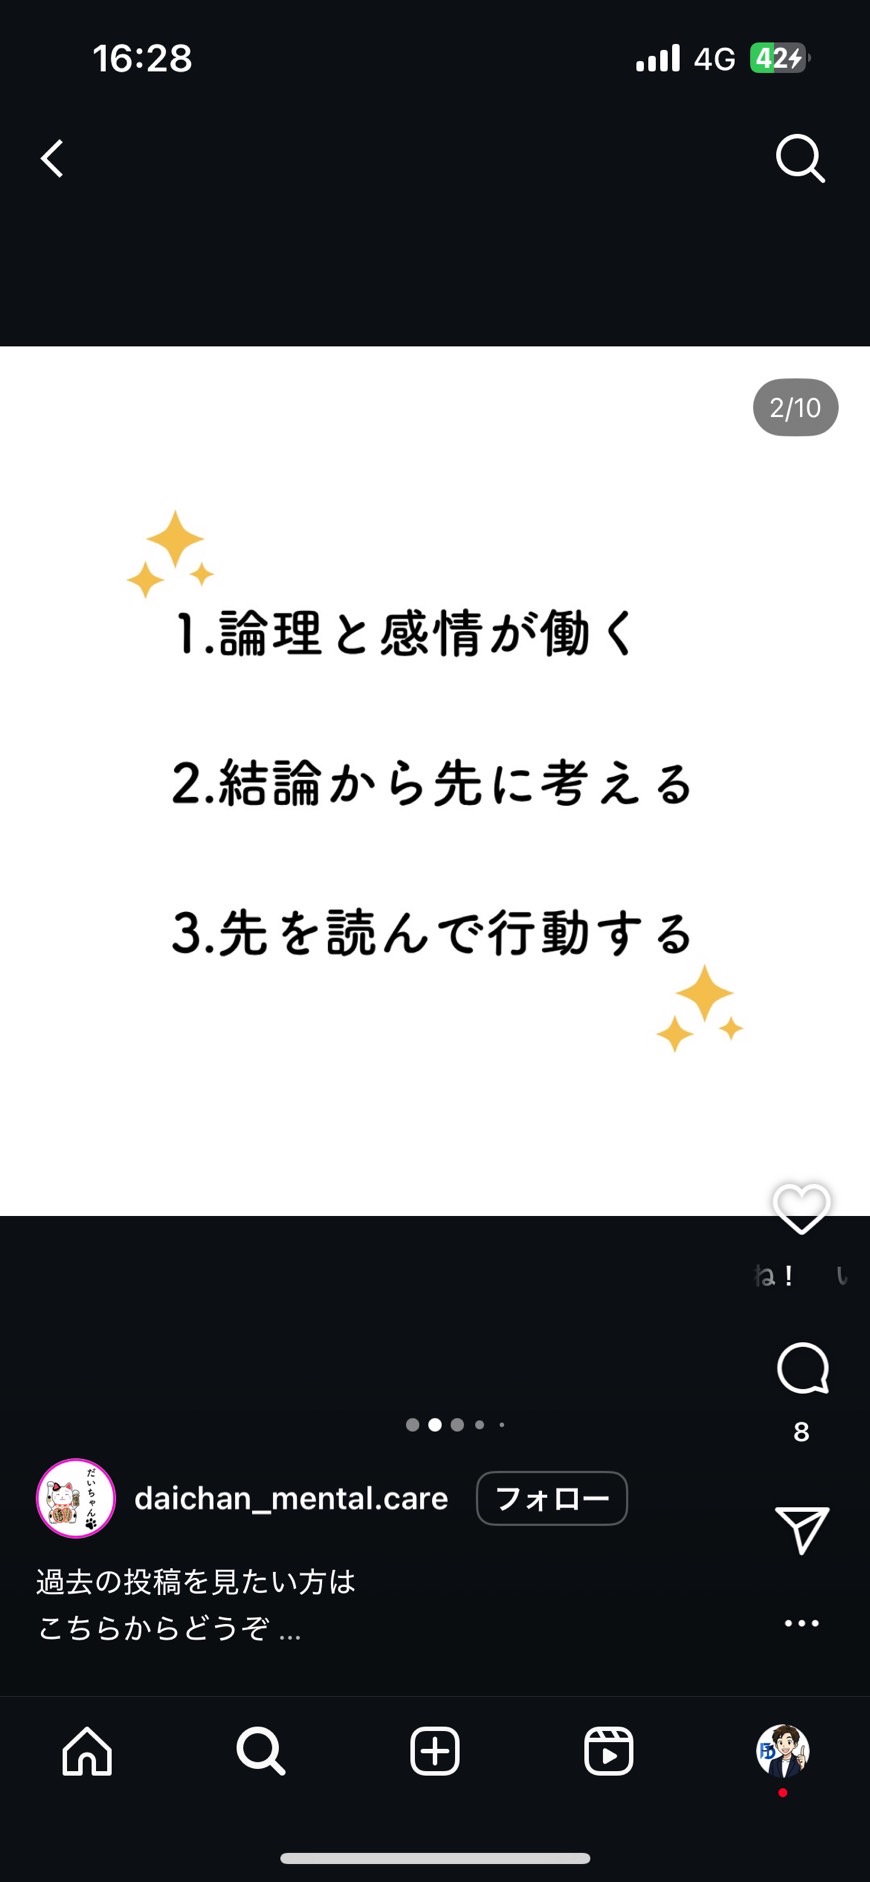 16:28
4G
42
2/10
1.論理と感情が働く
2.結論から先に考える
3.先を読んで行動する
ね！ い
8
だいちゃん
daichan_mental.care
フォロー
過去の投稿を見たい方は
こちらからどうぞ ...